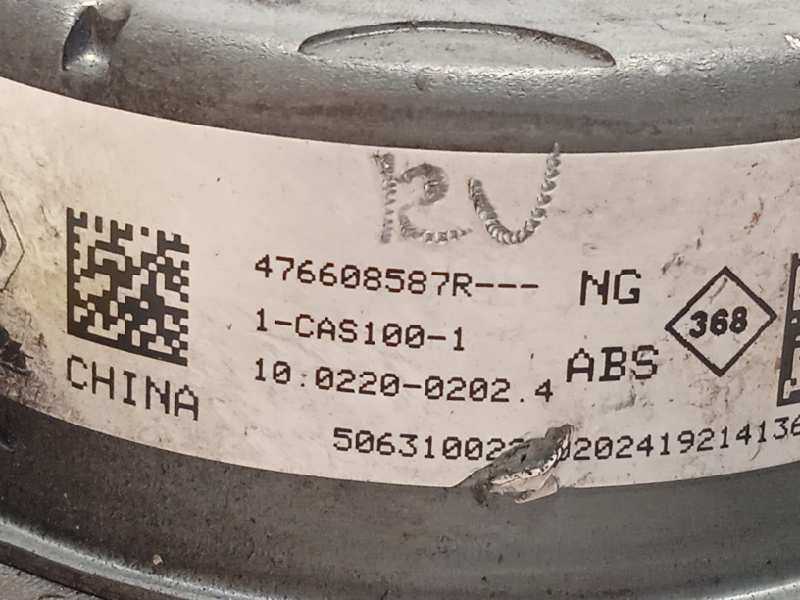 12V
476608587R--- NG
1-CAS100-1
368
10.0220-0202.4 ABS
CHINA